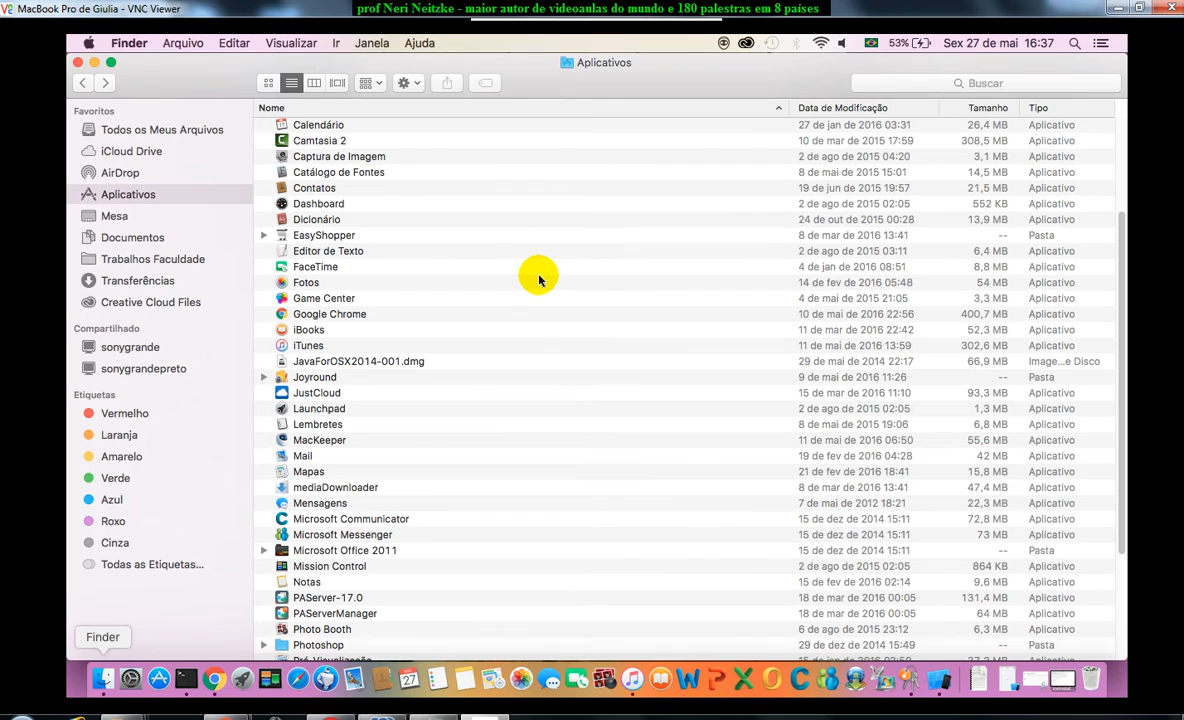 MacBook Pro de Giulia - VNC Viewer
prof Neri Neitzke - maior autor de videoaulas do mundo e 180 palestras em 8 países
Finder Arquivo Editar Visualizar Ir Janela Ajuda 53% Sex 27 de mai 16:37
Aplicativos
Buscar
Favoritos
Todos os Meus Arquivos
iCloud Drive
AirDrop
Aplicativos
Mesa
Documentos
Trabalhos Faculdade
Transferências
Creative Cloud Files
Compartilhado
sonygrande
sonygrandepreto
Etiquetas
Vermelho
Laranja
Amarelo
Verde
Azul
Roxo
Cinza
Todas as Etiquetas...
Finder
Nome Data de Modificação Tamanho Tipo
Calendário 27 de jan de 2016 03:31 26,4 MB Aplicativo
Camtasia 2 10 de mar de 2015 17:59 308,5 MB Aplicativo
Captura de Imagem 2 de ago de 2015 04:20 3,1 MB Aplicativo
Catálogo de Fontes 8 de mai de 2016 15:01 14,5 MB Aplicativo
Contatos 19 de jun de 2015 19:57 21,5 MB Aplicativo
Dashboard 2 de ago de 2015 02:05 552 KB Aplicativo
Dicionário 24 de out de 2015 00:28 13,9 MB Aplicativo
EasyShopper 8 de mar de 2016 13:41 -- Pasta
Editor de Texto 2 de ago de 2015 03:11 6,4 MB Aplicativo
FaceTime 4 de jan de 2016 08:51 8,8 MB Aplicativo
Fotos 14 de fev de 2016 05:48 54 MB Aplicativo
Game Center 4 de mai de 2015 21:05 3,3 MB Aplicativo
Google Chrome 10 de mai de 2016 22:56 400,7 MB Aplicativo
iBooks 11 de mar de 2016 22:42 52,3 MB Aplicativo
iTunes 11 de mai de 2016 13:59 302,6 MB Aplicativo
JavaForOSX2014-001.dmg 29 de mai de 2014 22:17 66,9 MB Image...e Disco
Joyround 9 de mai de 2016 11:26 -- Pasta
JustCloud 15 de mar de 2016 11:10 93,3 MB Aplicativo
Launchpad 2 de ago de 2015 02:05 1,3 MB Aplicativo
Lembretes 8 de mai de 2015 19:06 6,8 MB Aplicativo
MacKeeper 11 de mai de 2016 06:50 55,6 MB Aplicativo
Mail 19 de fev de 2016 04:28 42 MB Aplicativo
Mapas 21 de fev de 2016 18:41 15,8 MB Aplicativo
mediaDownloader 8 de mar de 2016 13:41 47,4 MB Aplicativo
Mensagens 7 de mai de 2012 18:21 22,3 MB Aplicativo
Microsoft Communicator 15 de dez de 2014 15:11 72,8 MB Aplicativo
Microsoft Messenger 15 de dez de 2014 15:11 73 MB Aplicativo
Microsoft Office 2011 15 de dez de 2014 15:11 -- Pasta
Mission Control 2 de ago de 2015 02:05 864 KB Aplicativo
Notas 15 de fev de 2016 02:14 9,6 MB Aplicativo
PAServer-17.0 18 de mar de 2016 00:05 131,4 MB Aplicativo
PAServerManager 18 de mar de 2016 00:05 64 MB Aplicativo
Photo Booth 6 de ago de 2015 23:12 6,3 MB Aplicativo
Photoshop 29 de dez de 2014 15:49 -- Pasta